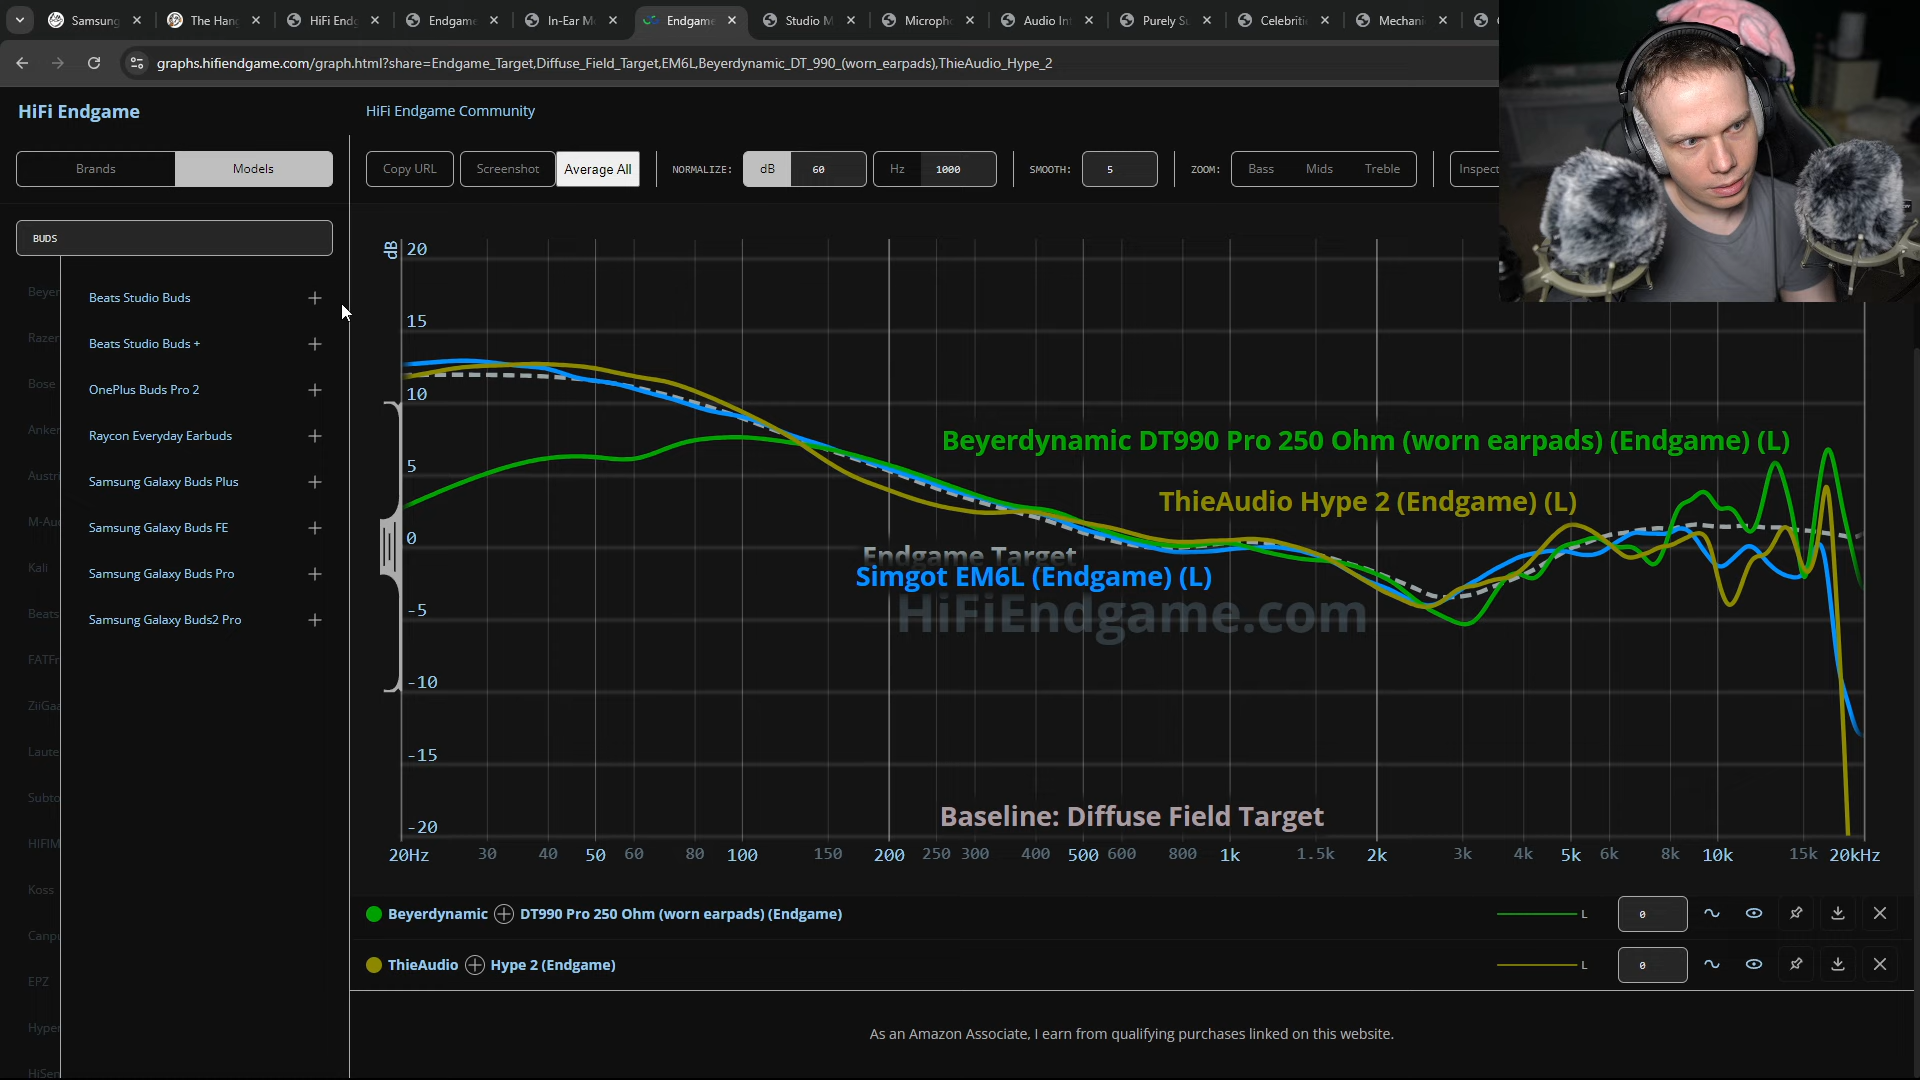 Samsung
The Hang
HiFi Endg
Endgame
In-Ear M
Endgame
Studio M
Microph
Audio Int
Purely Su
Celebriti
Mechani
graphs.hifiendgame.com/graph.html?share=Endgame_Target,Diffuse_Field_Target,EM6L,Beyerdynamic_DT_990_(worn_earpads),ThieAudio_Hype_2
HiFi Endgame
HiFi Endgame Community
Brands
Models
Copy URL
Screenshot
Average All
NORMALIZE:
dB
60
Hz
1000
SMOOTH:
5
ZOOM:
Bass
Mids
Treble
Inspect
BUDS
Beyer
Razer
Bose
Anker
Austri
M-Au
Kali
Beats
FATFr
ZiiGaa
Laute
Subto
HIFIM
Koss
Canpu
EPZ
Hyper
HiSen
Beats Studio Buds
Beats Studio Buds +
OnePlus Buds Pro 2
Raycon Everyday Earbuds
Samsung Galaxy Buds Plus
Samsung Galaxy Buds FE
Samsung Galaxy Buds Pro
Samsung Galaxy Buds2 Pro
dB
20
15
10
5
0
-5
-10
-15
-20
Beyerdynamic DT990 Pro 250 Ohm (worn earpads) (Endgame) (L)
ThieAudio Hype 2 (Endgame) (L)
Endgame Target
Simgot EM6L (Endgame) (L)
HiFiEndgame.com
Baseline: Diffuse Field Target
20Hz 30 40 50 60 80 100 150 200 250 300 400 500 600 800 1k 1.5k 2k 3k 4k 5k 6k 8k 10k 15k 20kHz
Beyerdynamic DT990 Pro 250 Ohm (worn earpads) (Endgame)
L
0
ThieAudio Hype 2 (Endgame)
L
0
As an Amazon Associate, I earn from qualifying purchases linked on this website.